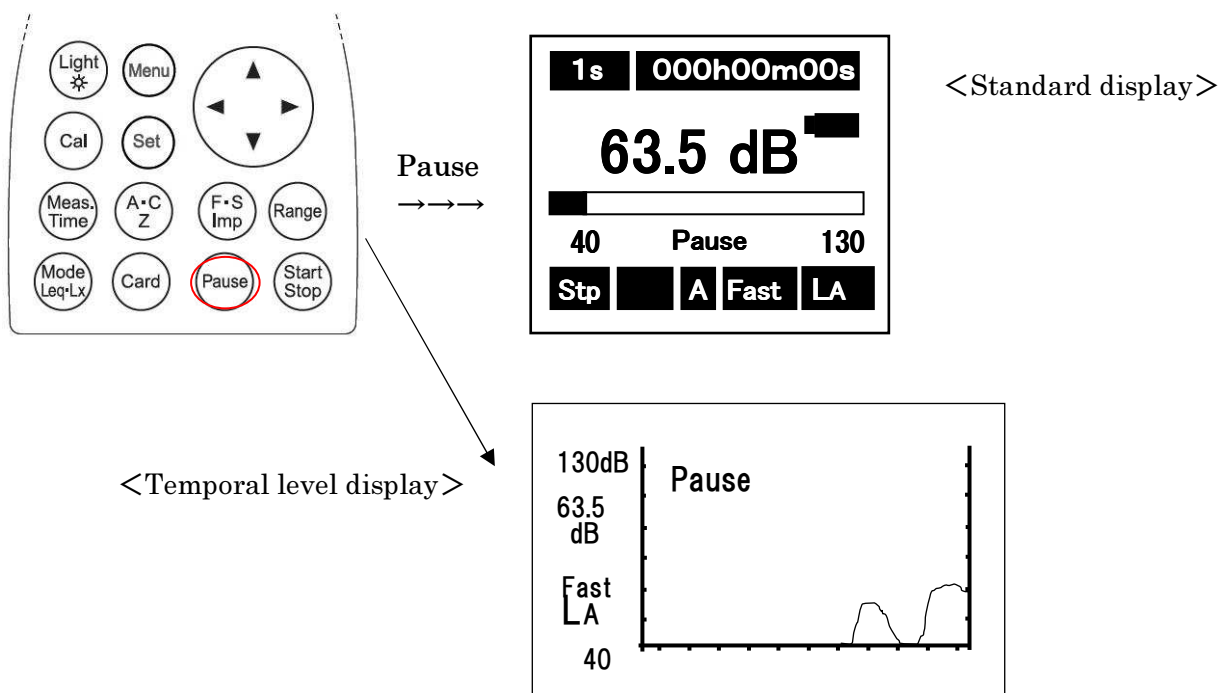 Light
Menu
Cal
Set
Meas.
Time
A•C
Z
F•S
Imp
Range
Mode
Leq•Lx
Card
Pause
Start
Stop
Pause
→→→
1s 000h00m00s
63.5 dB
40 Pause 130
Stp A Fast LA
＜Standard display＞
＜Temporal level display＞
130dB
Pause
63.5
dB
Fast
LA
40